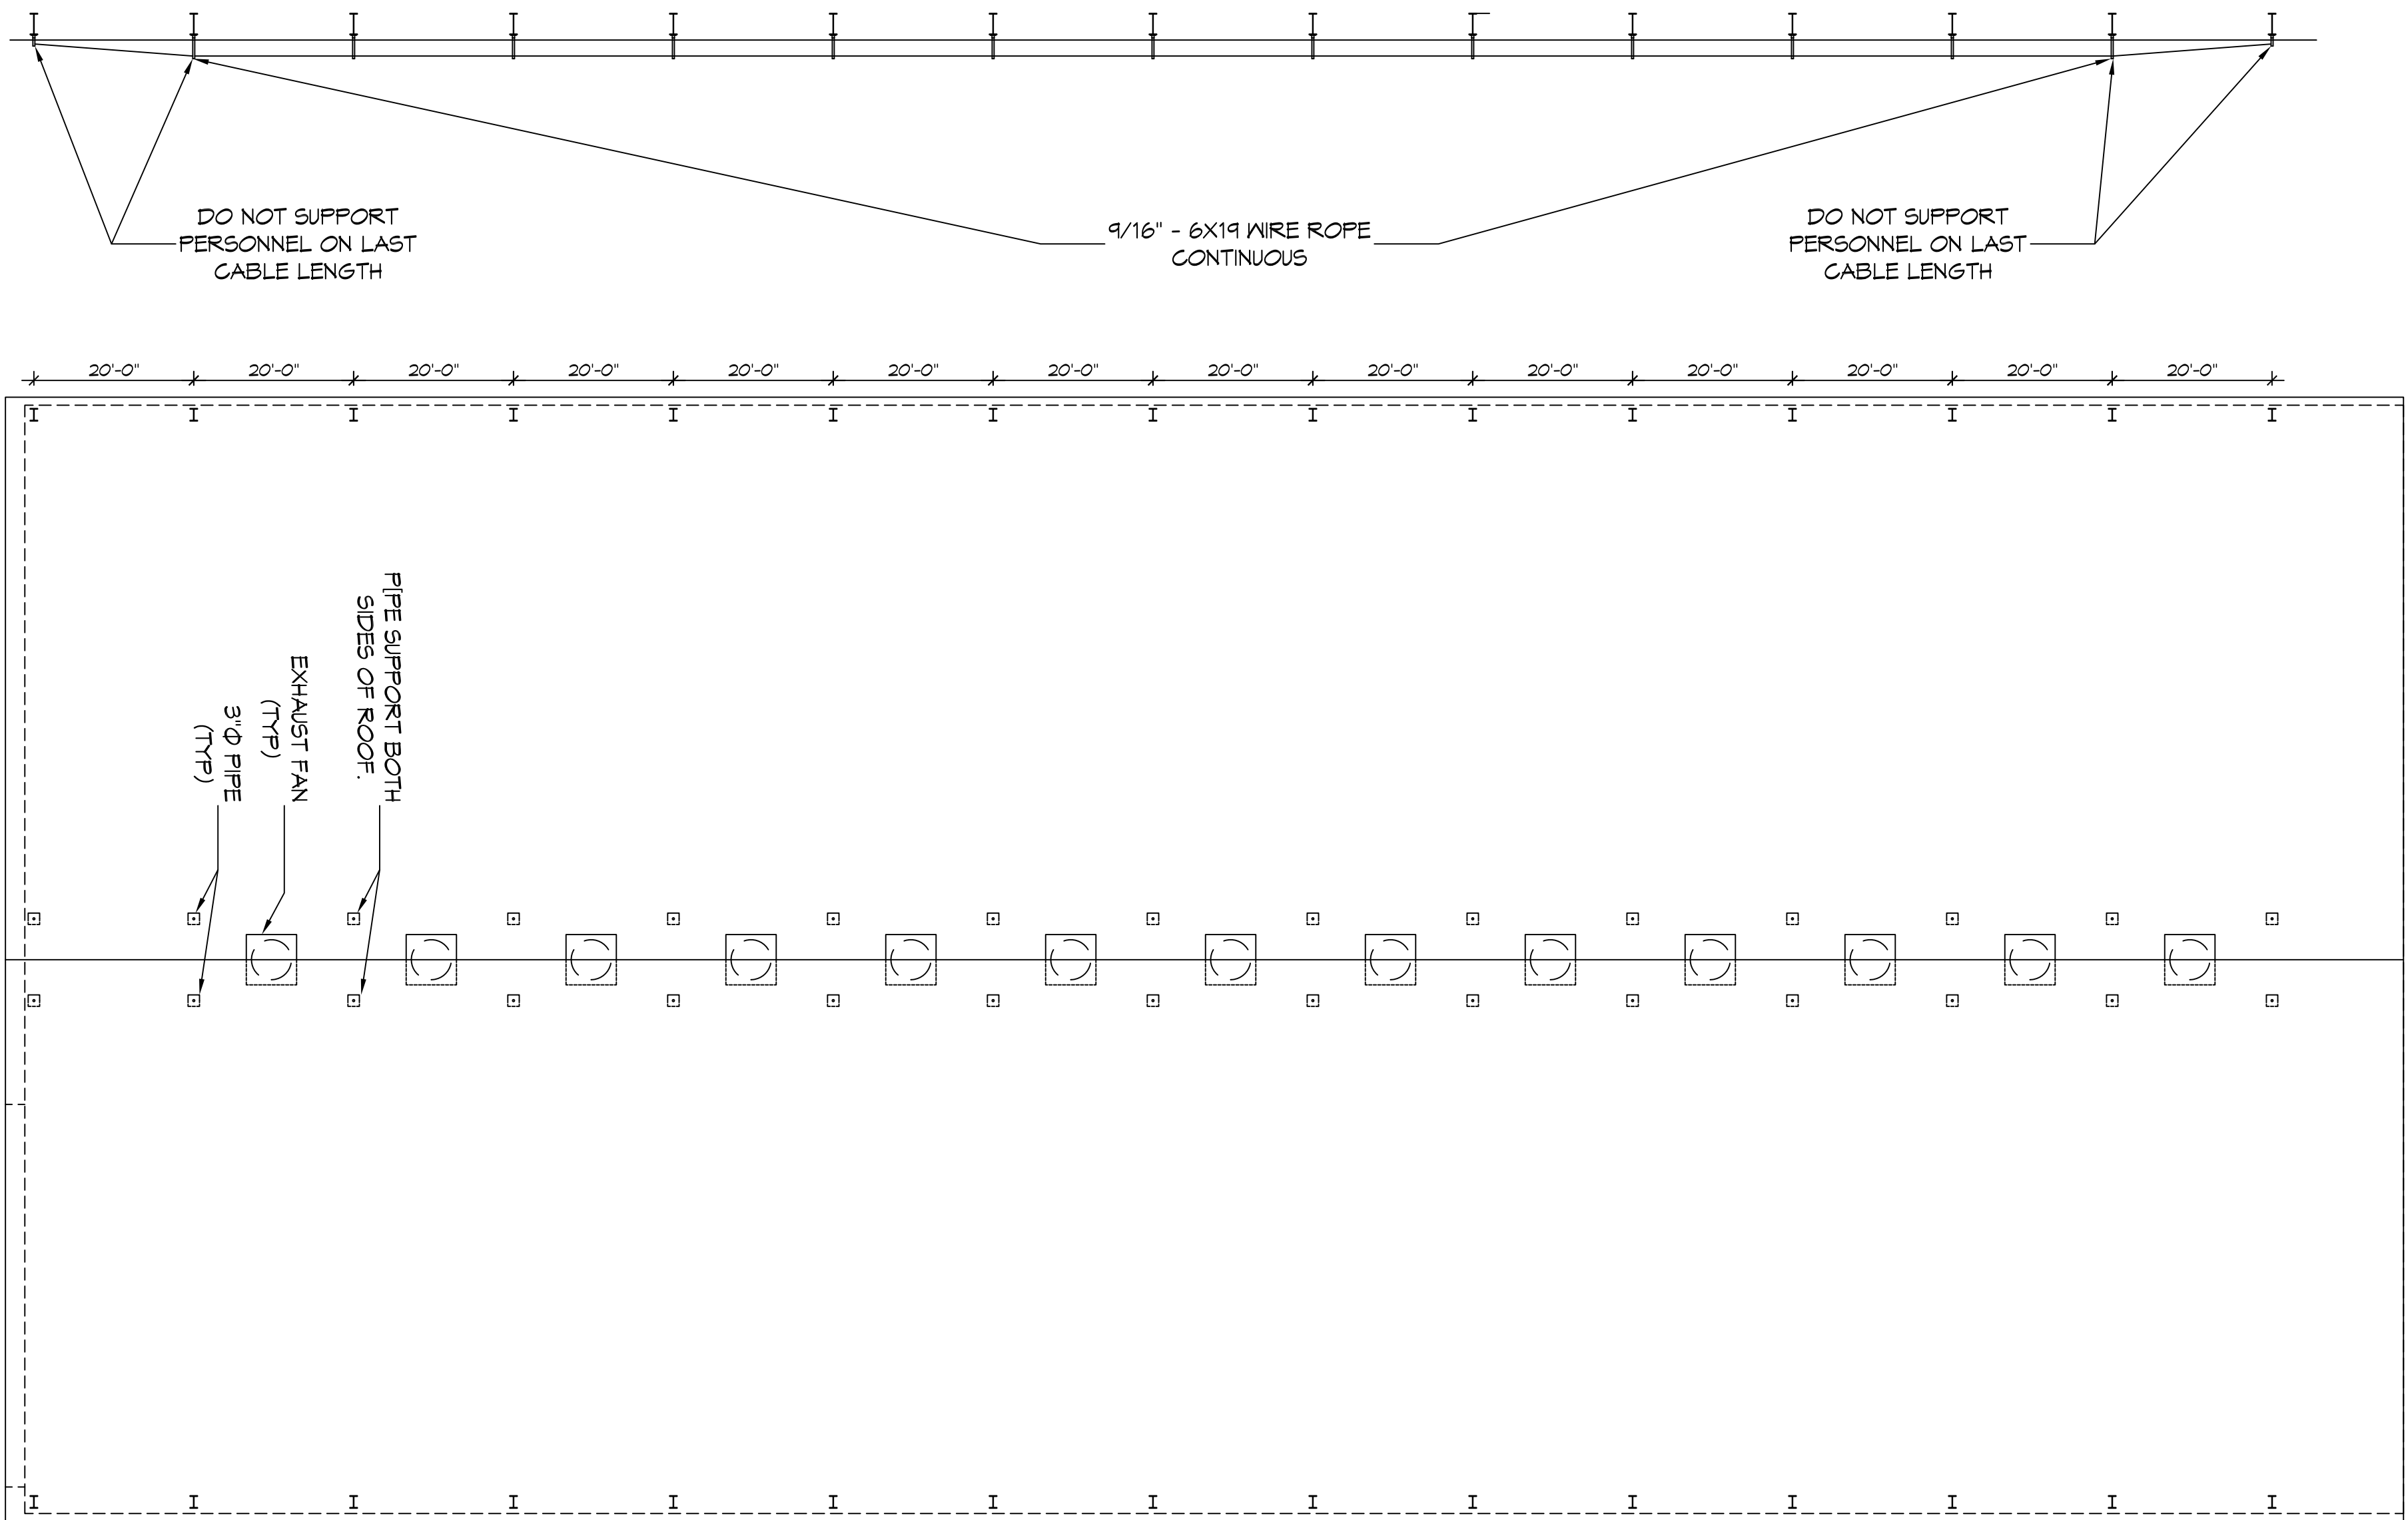 DO NOT SUPPORT
PERSONNEL ON LAST
CABLE LENGTH
9/16" - 6X19 WIRE ROPE
CONTINUOUS
DO NOT SUPPORT
PERSONNEL ON LAST
CABLE LENGTH
20'-0" 20'-0" 20'-0" 20'-0" 20'-0" 20'-0" 20'-0" 20'-0" 20'-0" 20'-0" 20'-0" 20'-0" 20'-0" 20'-0"
P[PE SUPPORT BOTH
SIDES OF ROOF.
EXHAUST FAN
(TYP)
3"Φ PIPE
(TYP)